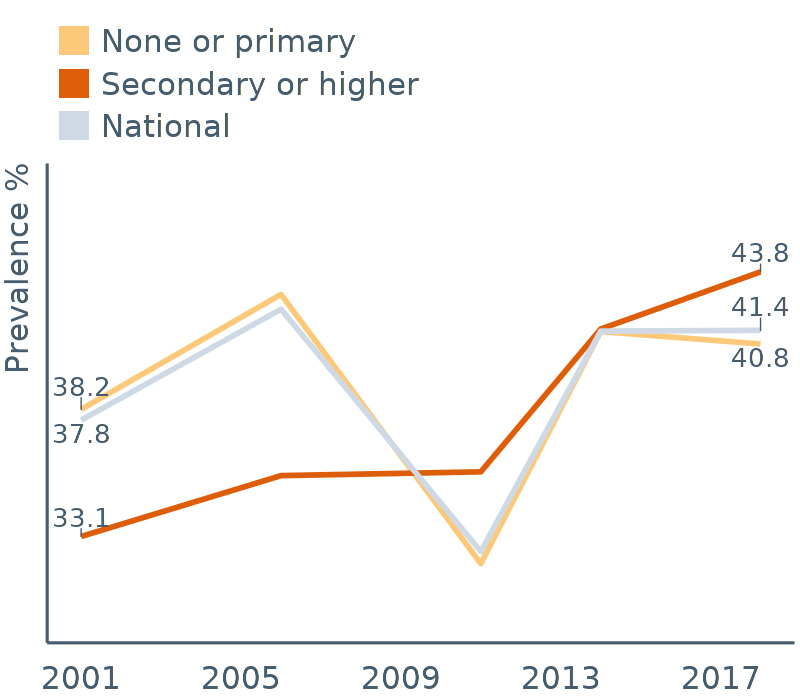 None or primary
Secondary or higher
National
Prevalence %
43.8
41.4
40.8
38.2
37.8
33.1
2001 2005 2009 2013 2017